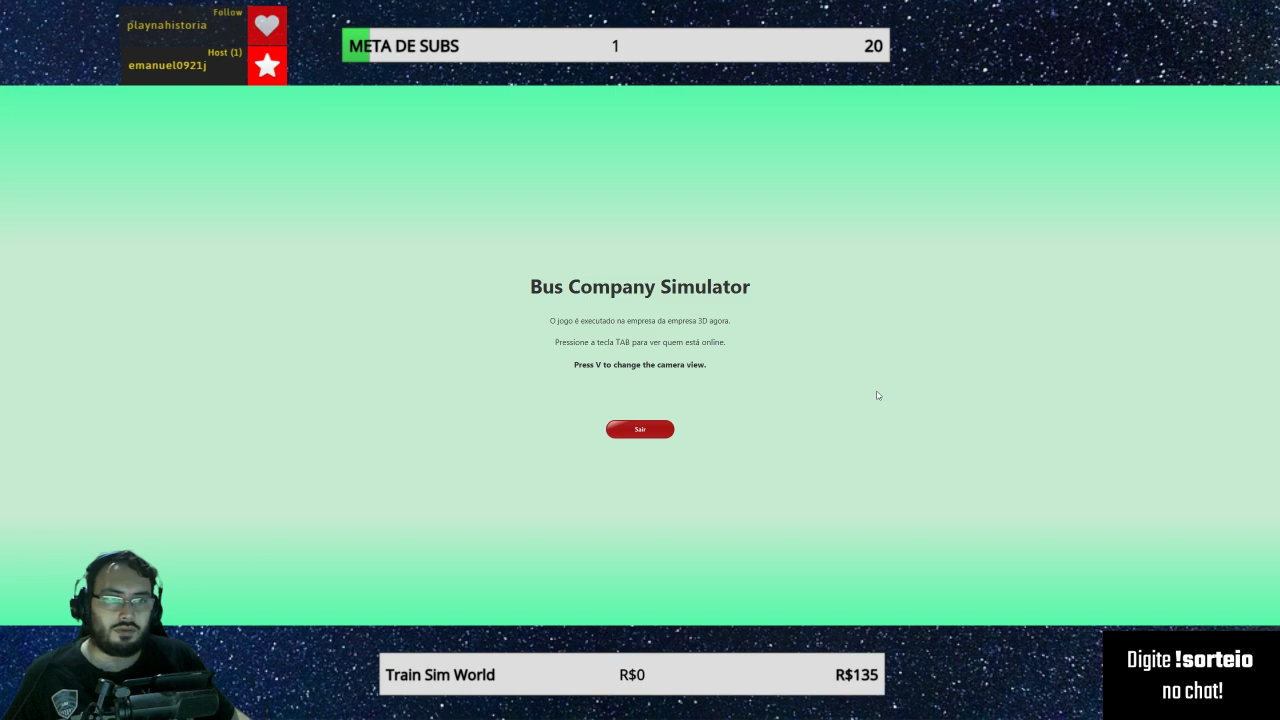 Follow
playnahistoria
Host (1)
emanuel0921j
META DE SUBS 1 20
Bus Company Simulator
O jogo é executado na empresa da empresa 3D agora.
Pressione a tecla TAB para ver quem está online.
Press V to change the camera view.
Sair
Train Sim World R$0 R$135
Digite !sorteio
no chat!